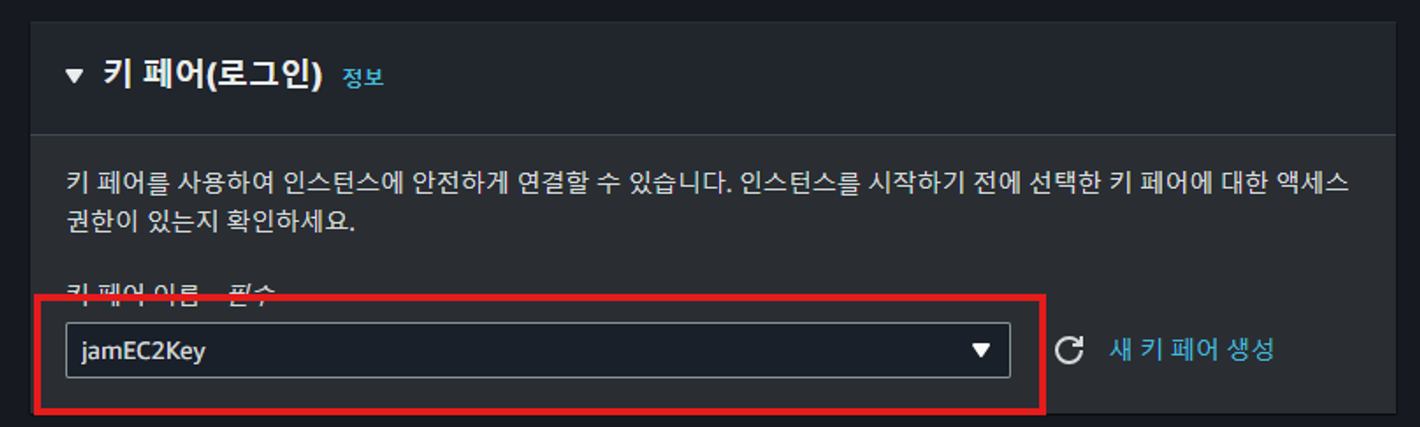 키 페어(로그인) 정보
키 페어를 사용하여 인스턴스에 안전하게 연결할 수 있습니다. 인스턴스를 시작하기 전에 선택한 키 페어에 대한 액세스
권한이 있는지 확인하세요.
키 페어 이름 - 필수
jamEC2Key
새 키 페어 생성